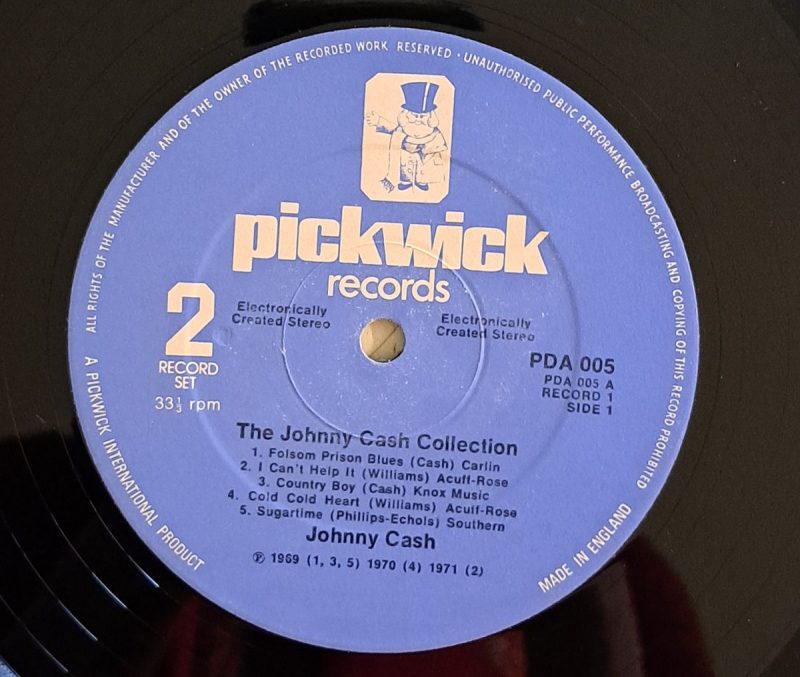 ALL RIGHTS OF THE MANUFACTURER AND OF THE OWNER OF THE RECORDED WORK RESERVED · UNAUTHORISED PUBLIC PERFORMANCE BROADCASTING AND COPYING OF THIS RECORD PROHIBITED
pickwick
records
2
RECORD
SET
33⅓ rpm
Electronically
Created Stereo
Electronically
Created Stereo
PDA 005
PDA 005 A
RECORD 1
SIDE 1
The Johnny Cash Collection
1. Folsom Prison Blues (Cash) Carlin
2. I Can't Help It (Williams) Acuff-Rose
3. Country Boy (Cash) Knox Music
4. Cold Cold Heart (Williams) Acuff-Rose
5. Sugartime (Phillips-Echols) Southern
Johnny Cash
℗ 1969 (1, 3, 5) 1970 (4) 1971 (2)
A PICKWICK INTERNATIONAL PRODUCT
MADE IN ENGLAND